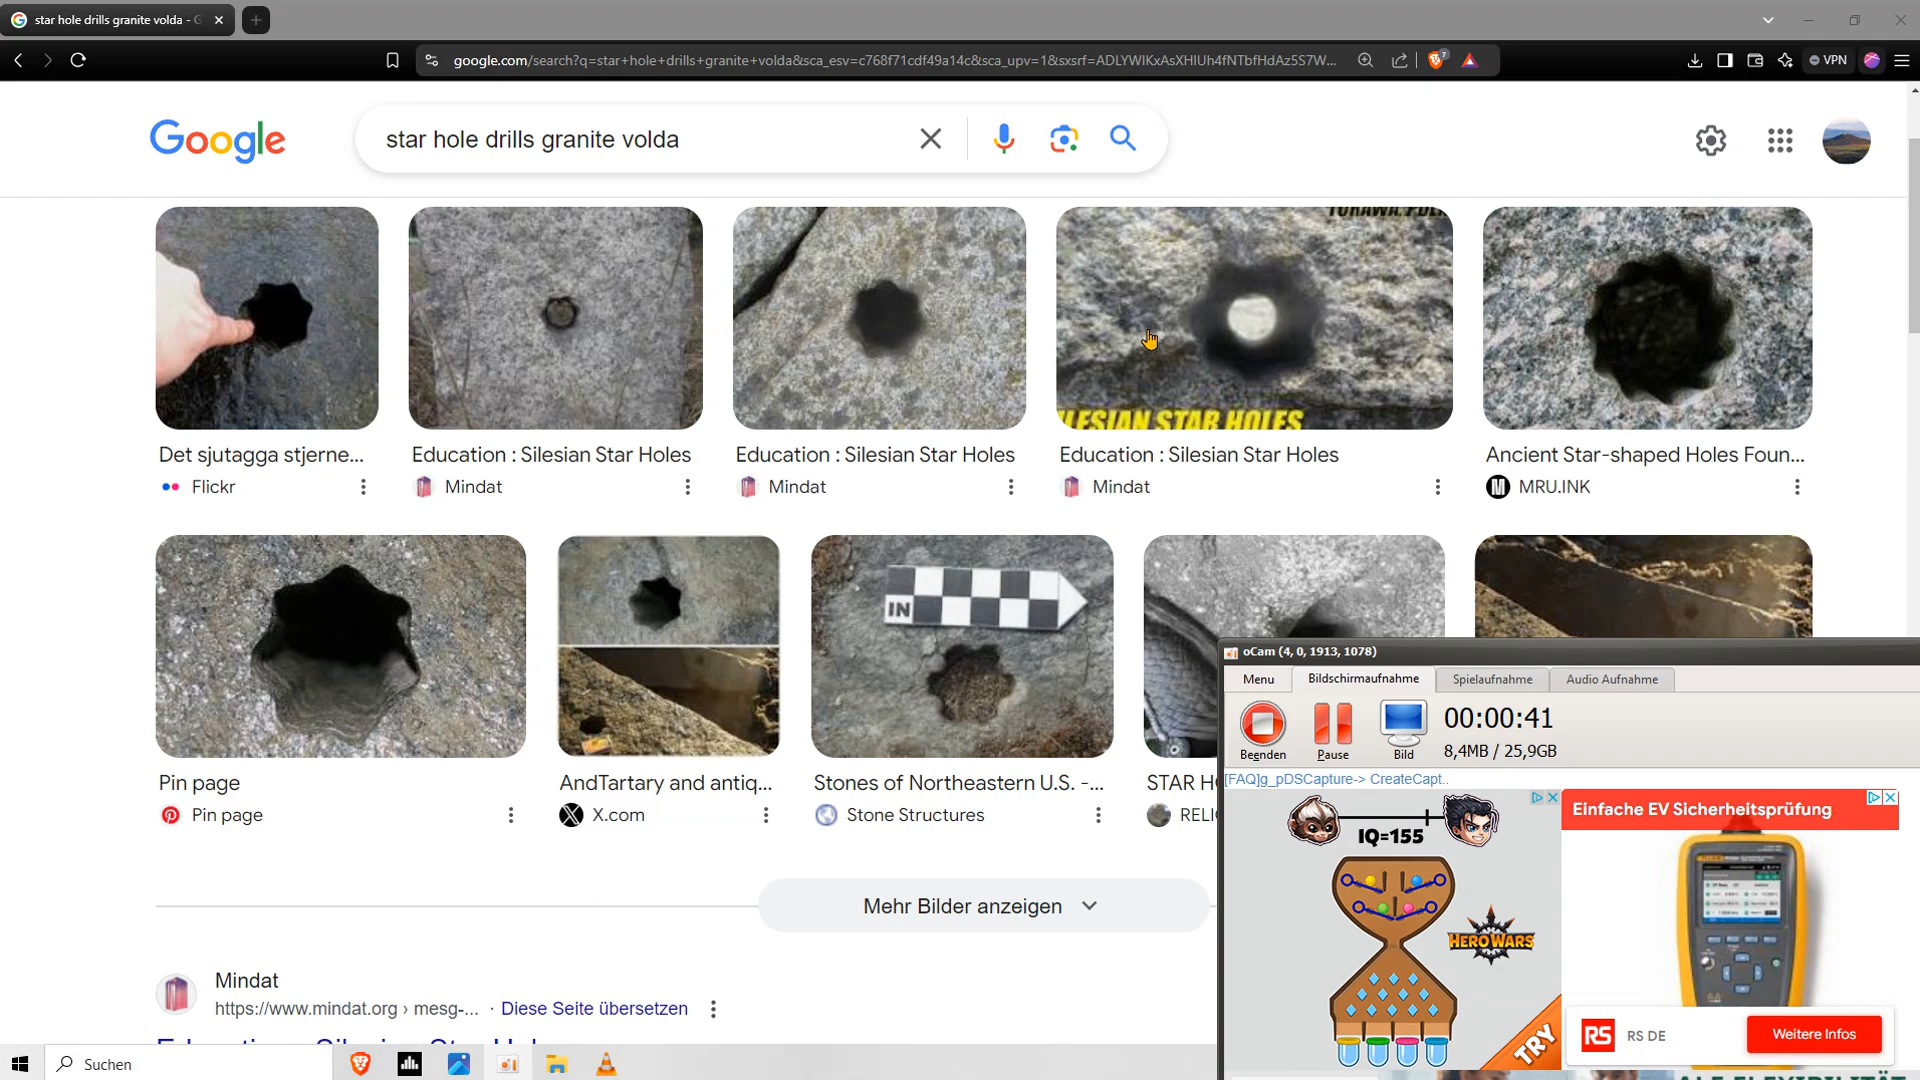 star hole drills granite volda - G
google.com/search?q=star+hole+drills+granite+volda&sca_esv=c768f71cdf49a14c&sca_upv=1&sxsrf=ADLYWIKxAsXHIUh4fNTbfHdAz5S7W...
7
VPN
Google
star hole drills granite volda
TURAWA.
ILESIAN STAR HOLES
Det sjutagga stjerne...
Education : Silesian Star Holes
Education : Silesian Star Holes
Education : Silesian Star Holes
Ancient Star-shaped Holes Foun...
Flickr
Mindat
Mindat
Mindat
MRU.INK
IN
Pin page
AndTartary and antiq...
Stones of Northeastern U.S. -...
STAR H
Pin page
X.com
Stone Structures
RELI
Mehr Bilder anzeigen
Mindat
https://www.mindat.org › mesg-... · Diese Seite übersetzen
oCam (4, 0, 1913, 1078)
Menu
Bildschirmaufnahme
Spielaufnahme
Audio Aufnahme
Beenden
Pause
Bild
00:00:41
8,4MB / 25,9GB
[FAQ]g_pDSCapture-> CreateCapt..
IQ=155
HERO WARS
TRY
Einfache EV Sicherheitsprüfung
RS
RS DE
Weitere Infos
Suchen